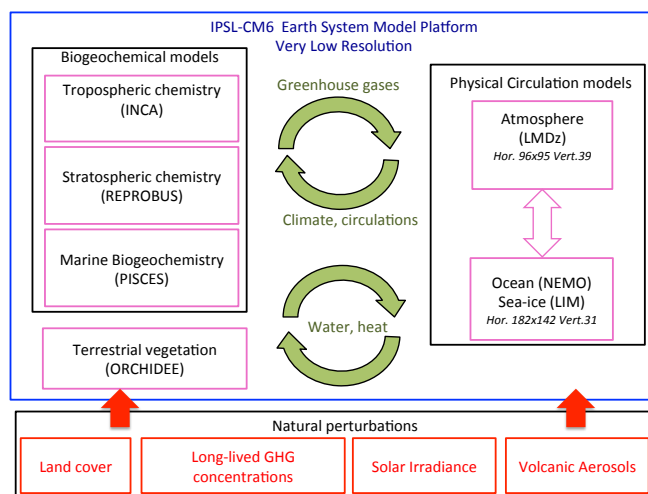 IPSL-CM6 Earth System Model Platform
Very Low Resolution
Biogeochemical models
Tropospheric chemistry
(INCA)
Stratospheric chemistry
(REPROBUS)
Marine Biogeochemistry
(PISCES)
Terrestrial vegetation
(ORCHIDEE)
Greenhouse gases
Climate, circulations
Water, heat
Physical Circulation models
Atmosphere
(LMDz)
Hor. 96x95 Vert.39
Ocean (NEMO)
Sea-ice (LIM)
Hor. 182x142 Vert.31
Natural perturbations
Land cover
Long-lived GHG
concentrations
Solar Irradiance
Volcanic Aerosols